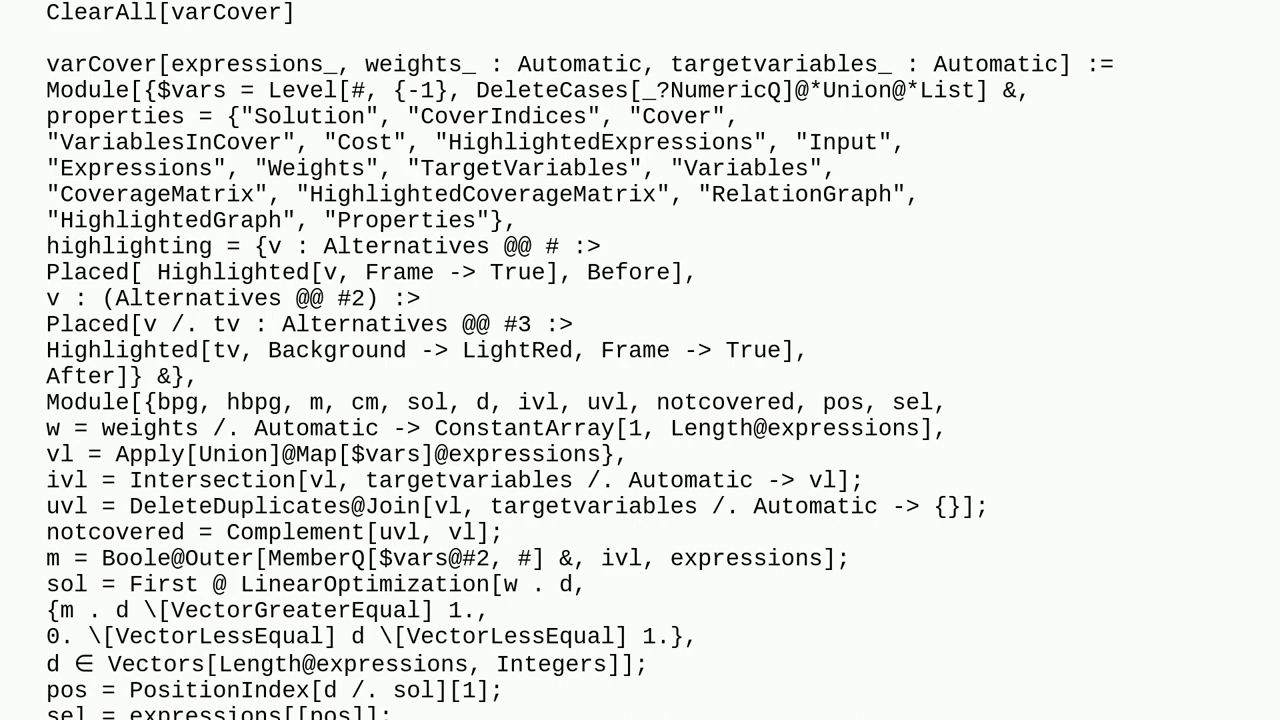 ClearAll[varCover]
varCover[expressions_, weights_ : Automatic, targetvariables_ : Automatic] :=
Module[{$vars = Level[#, {-1}, DeleteCases[_?NumericQ]@*Union@*List] &,
properties = {"Solution", "CoverIndices", "Cover",
"VariablesInCover", "Cost", "HighlightedExpressions", "Input",
"Expressions", "Weights", "TargetVariables", "Variables",
"CoverageMatrix", "HighlightedCoverageMatrix", "RelationGraph",
"HighlightedGraph", "Properties"},
highlighting = {v : Alternatives @@ # :>
Placed[ Highlighted[v, Frame -> True], Before],
v : (Alternatives @@ #2) :>
Placed[v /. tv : Alternatives @@ #3 :>
Highlighted[tv, Background -> LightRed, Frame -> True],
After]} &},
Module[{bpg, hbpg, m, cm, sol, d, ivl, uvl, notcovered, pos, sel,
w = weights /. Automatic -> ConstantArray[1, Length@expressions],
vl = Apply[Union]@Map[$vars]@expressions},
ivl = Intersection[vl, targetvariables /. Automatic -> vl];
uvl = DeleteDuplicates@Join[vl, targetvariables /. Automatic -> {}];
notcovered = Complement[uvl, vl];
m = Boole@Outer[MemberQ[$vars@#2, #] &, ivl, expressions];
sol = First @ LinearOptimization[w . d,
{m . d \[VectorGreaterEqual] 1.,
0. \[VectorLessEqual] d \[VectorLessEqual] 1.},
d ∈ Vectors[Length@expressions, Integers]];
pos = PositionIndex[d /. sol][1];
sel = expressions[[pos]];